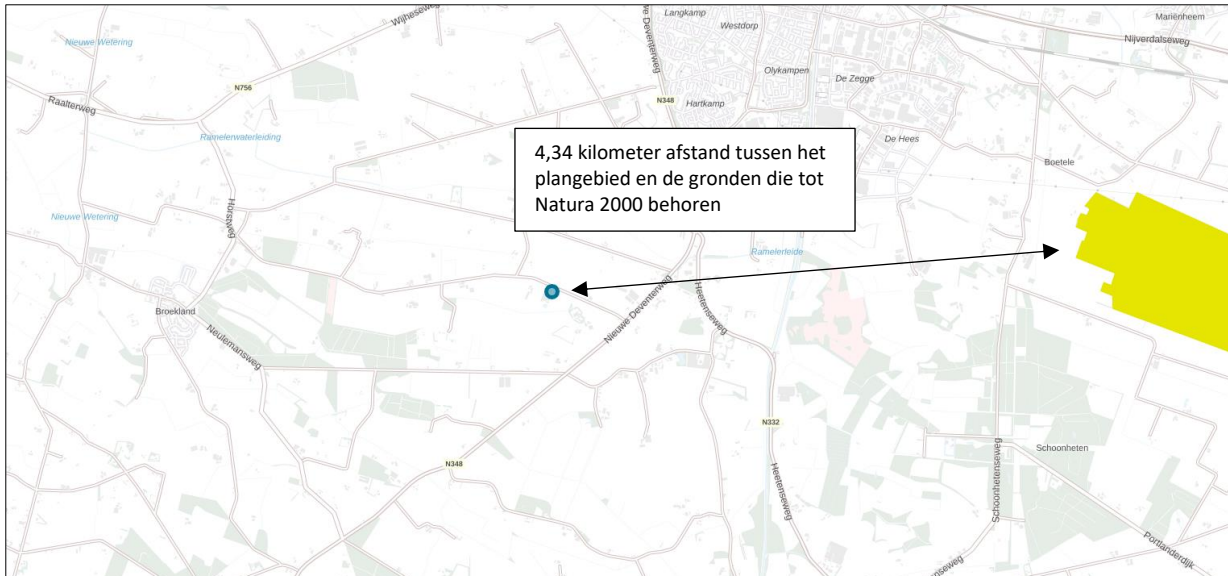 Wijheseweg
Langkamp
Westdorp
Mariënheem
Nieuwe Wetering
Nijverdalseweg
Olykampen
De Zegge
N756
N348
Hartkamp
Raalterweg
Ramelerwaterleiding
De Hees
4,34 kilometer afstand tussen het
plangebied en de gronden die tot
Natura 2000 behoren
Boetele
Horstweg
Nieuwe Wetering
Ramelerleide
Broekland
Neulemansweg
Nieuwe Deventerweg
Heetenseweg
N332
Schoonheten
N348
Heetenseweg
Schoonhetenseweg
Portlanderdijk